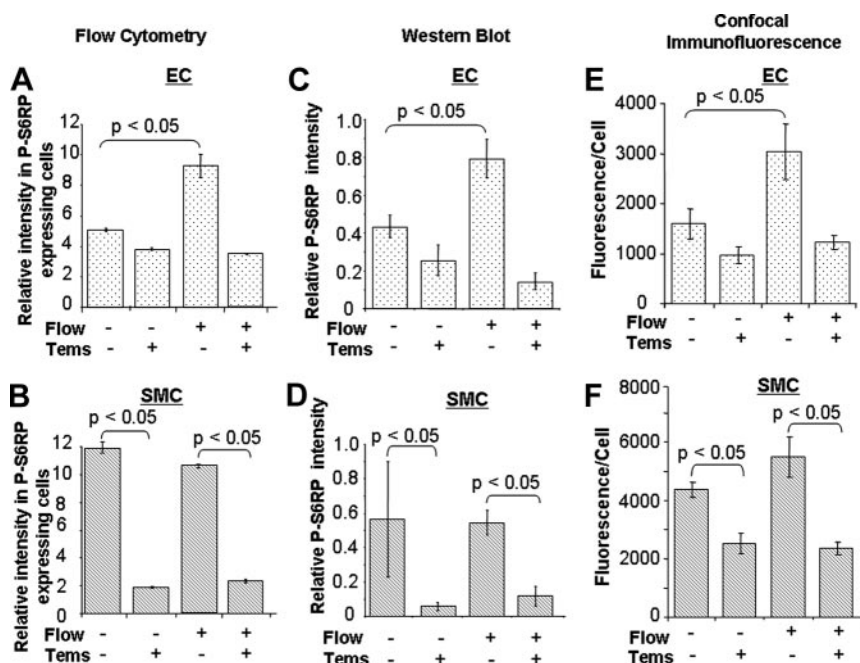 Flow Cytometry
Western Blot
Confocal
Immunofluorescence
A
EC
p < 0.05
Relative intensity in P-S6RP
expressing cells
12
10
8
6
4
2
0
Flow - - + +
Tems - + - +
C
EC
p < 0.05
Relative P-S6RP intensity
1.0
0.8
0.6
0.4
0.2
0
Flow - - + +
Tems - + - +
E
EC
p < 0.05
Fluorescence/Cell
4000
3000
2000
1000
0
Flow - - + +
Tems - + - +
B
SMC
p < 0.05
p < 0.05
Relative intensity in P-S6RP
expressing cells
12
10
8
6
4
2
0
Flow - - + +
Tems - + - +
D
SMC
p < 0.05
p < 0.05
Relative P-S6RP intensity
1.0
0.8
0.6
0.4
0.2
0.0
Flow - - + +
Tems - + - +
F
SMC
p < 0.05
p < 0.05
Fluorescence/Cell
8000
6000
4000
2000
0
Flow - - + +
Tems - + - +